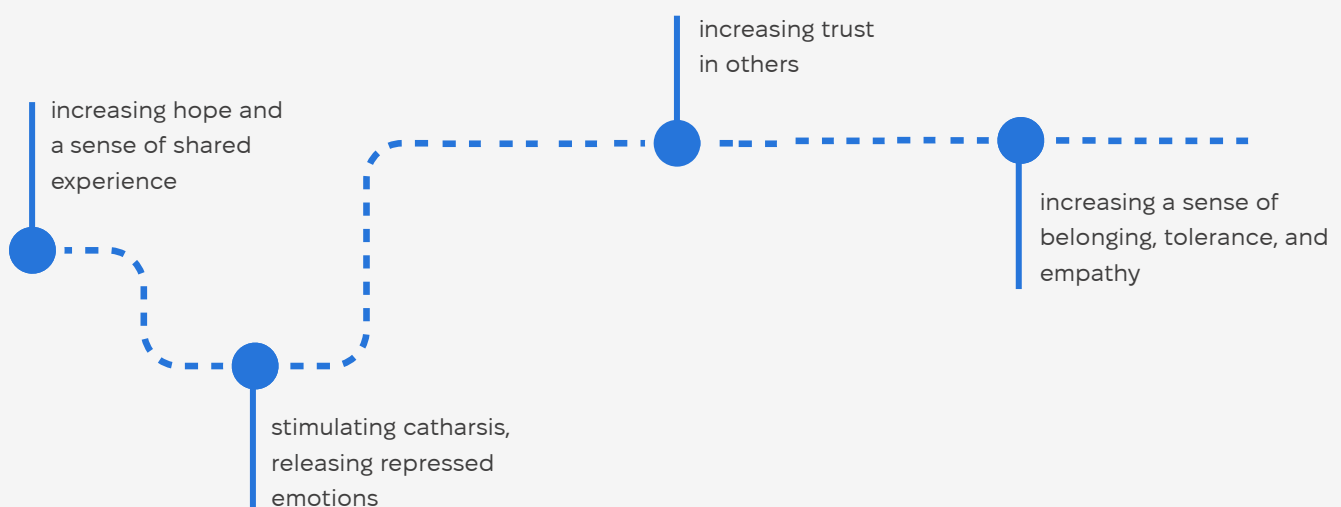 increasing hope and
a sense of shared
experience
stimulating catharsis,
releasing repressed
emotions
increasing trust
in others
increasing a sense of
belonging, tolerance, and
empathy